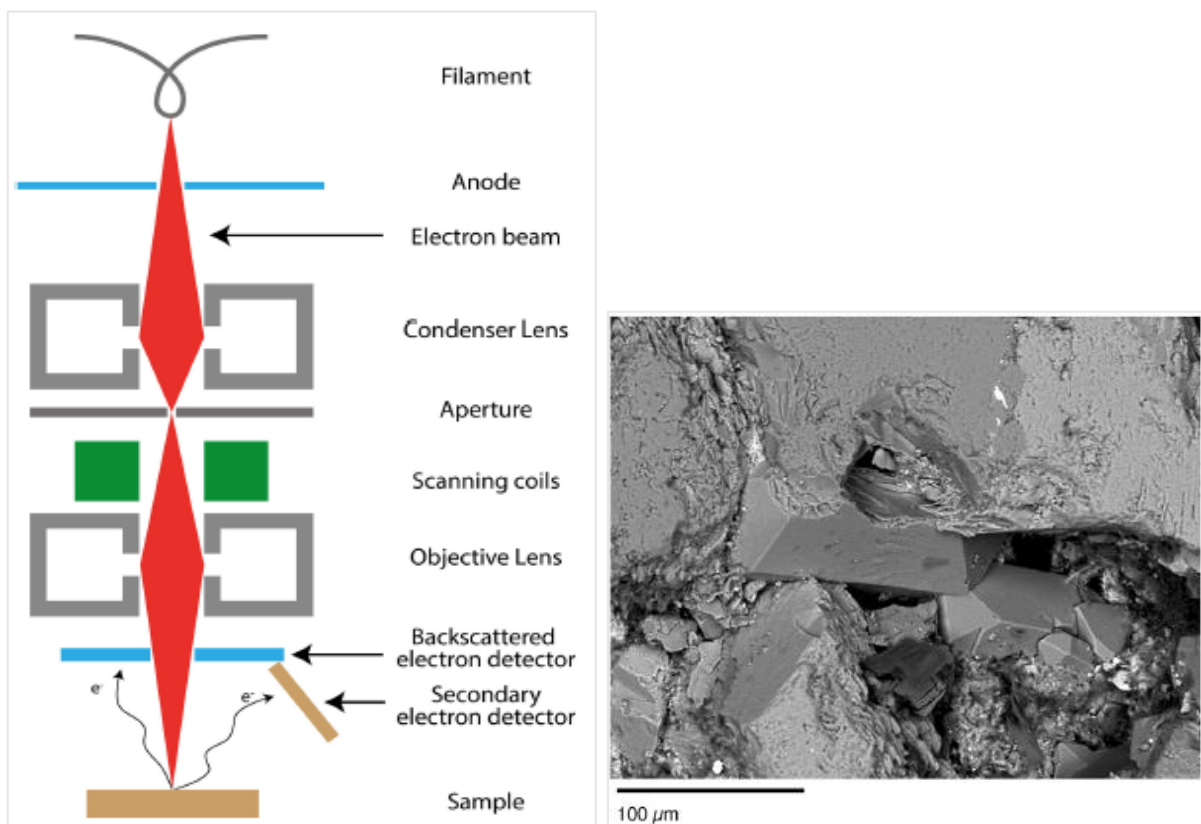 Filament
Anode
Electron beam
Condenser Lens
Aperture
Scanning coils
Objective Lens
Backscattered
electron detector
e-
e-
Secondary
electron detector
Sample
100 µm